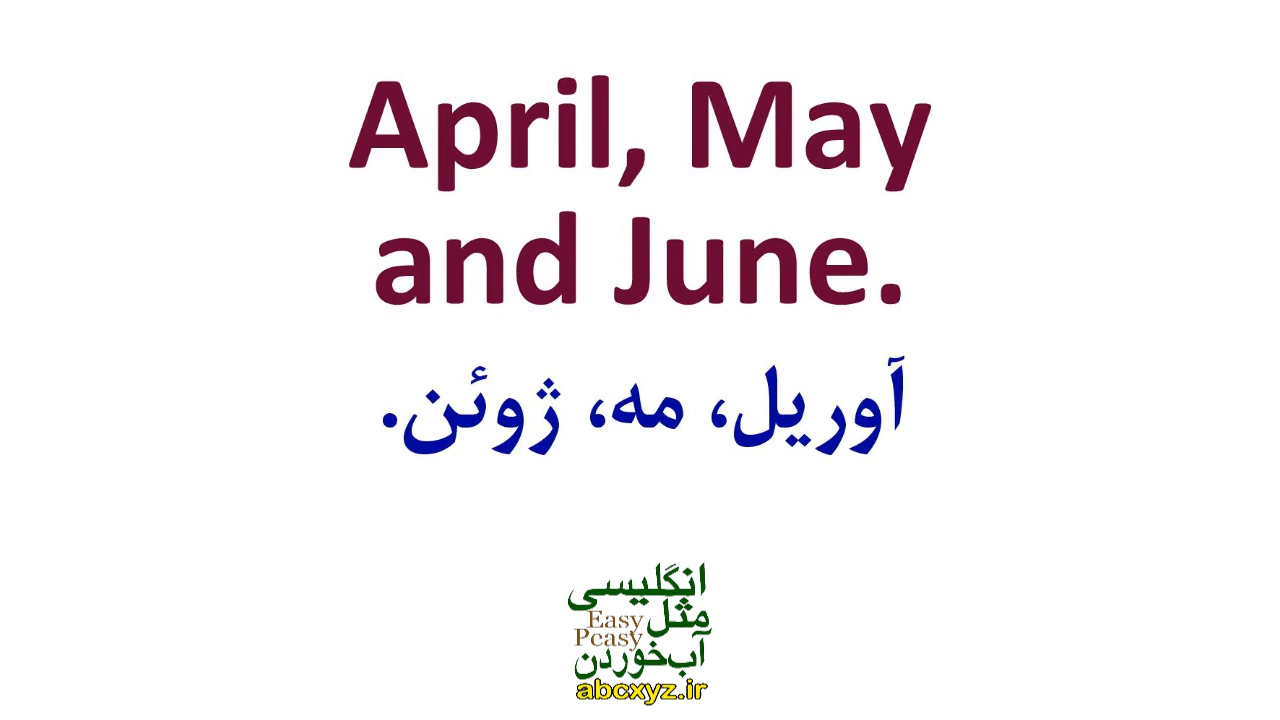 April, May
and June.
آوریل، مه، ژوئن.
انگلیسی
مثل
Easy
Peasy
آب‌خوردن
abcxyz.ir